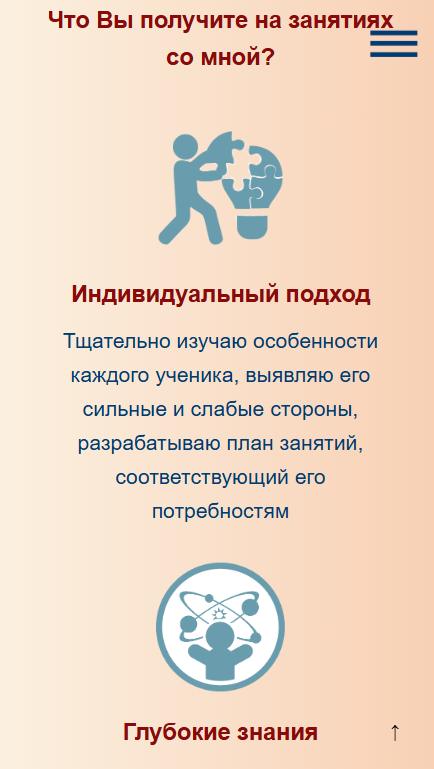 Что Вы получите на занятиях
со мной?
Индивидуальный подход
Тщательно изучаю особенности
каждого ученика, выявляю его
сильные и слабые стороны,
разрабатываю план занятий,
соответствующий его
потребностям
Глубокие знания
↑